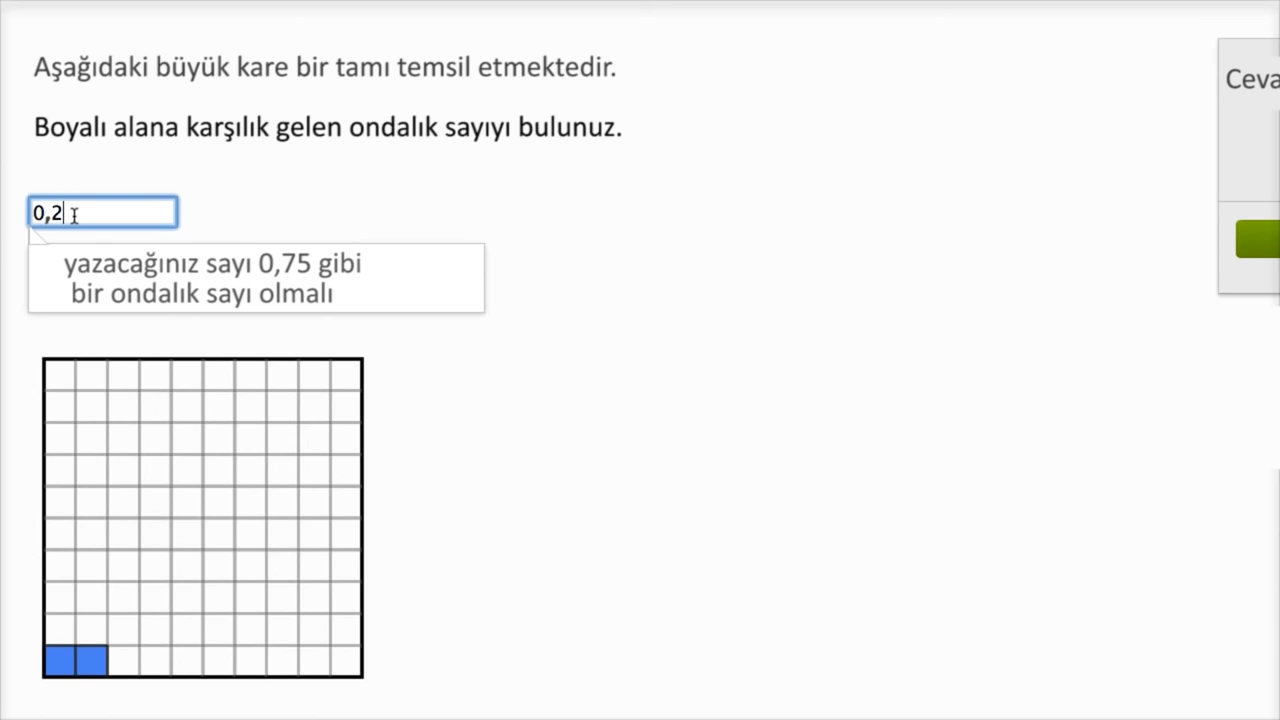 Aşağıdaki büyük kare bir tamı temsil etmektedir.
Boyalı alana karşılık gelen ondalık sayıyı bulunuz.
0,2
yazacağınız sayı 0,75 gibi
bir ondalık sayı olmalı